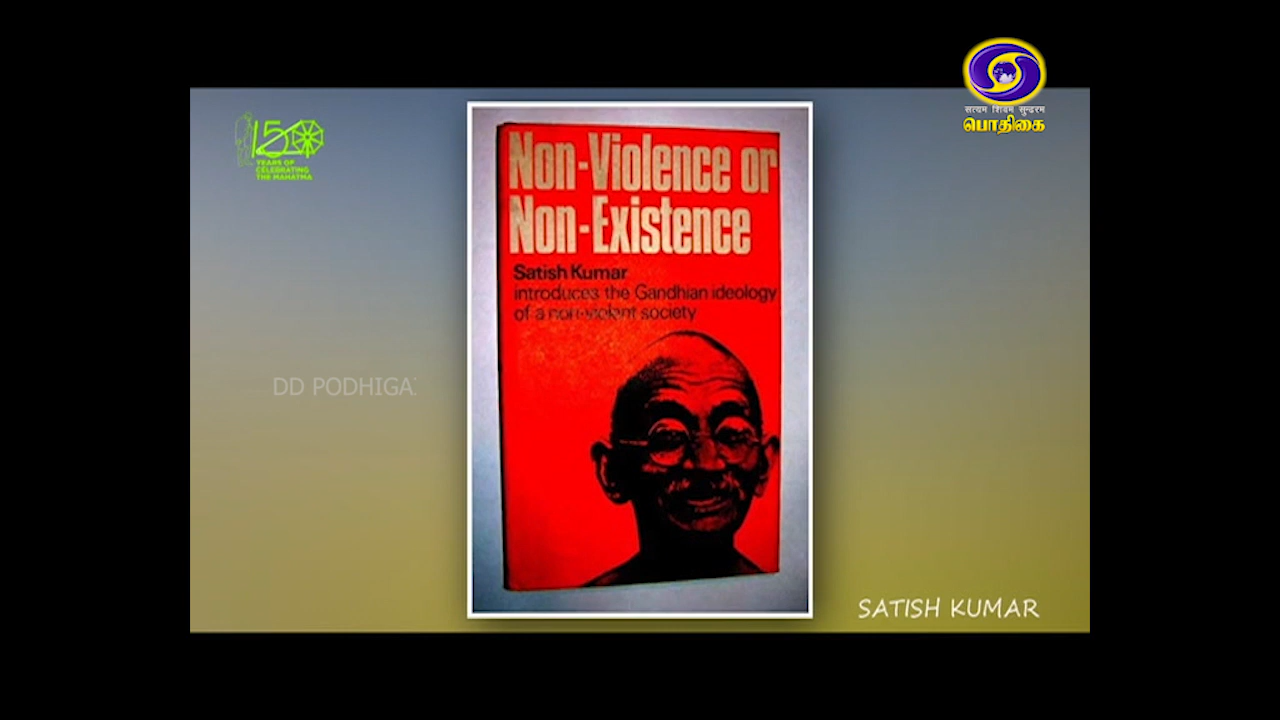 सत्यम शिवम सुन्दरम
பொதிகை
150
YEARS OF
CELEBRATING
THE MAHATMA
Non-Violence or
Non-Existence
Satish Kumar
introduces the Gandhian ideology
of a non-violent society
DD PODHIGAI
SATISH KUMAR